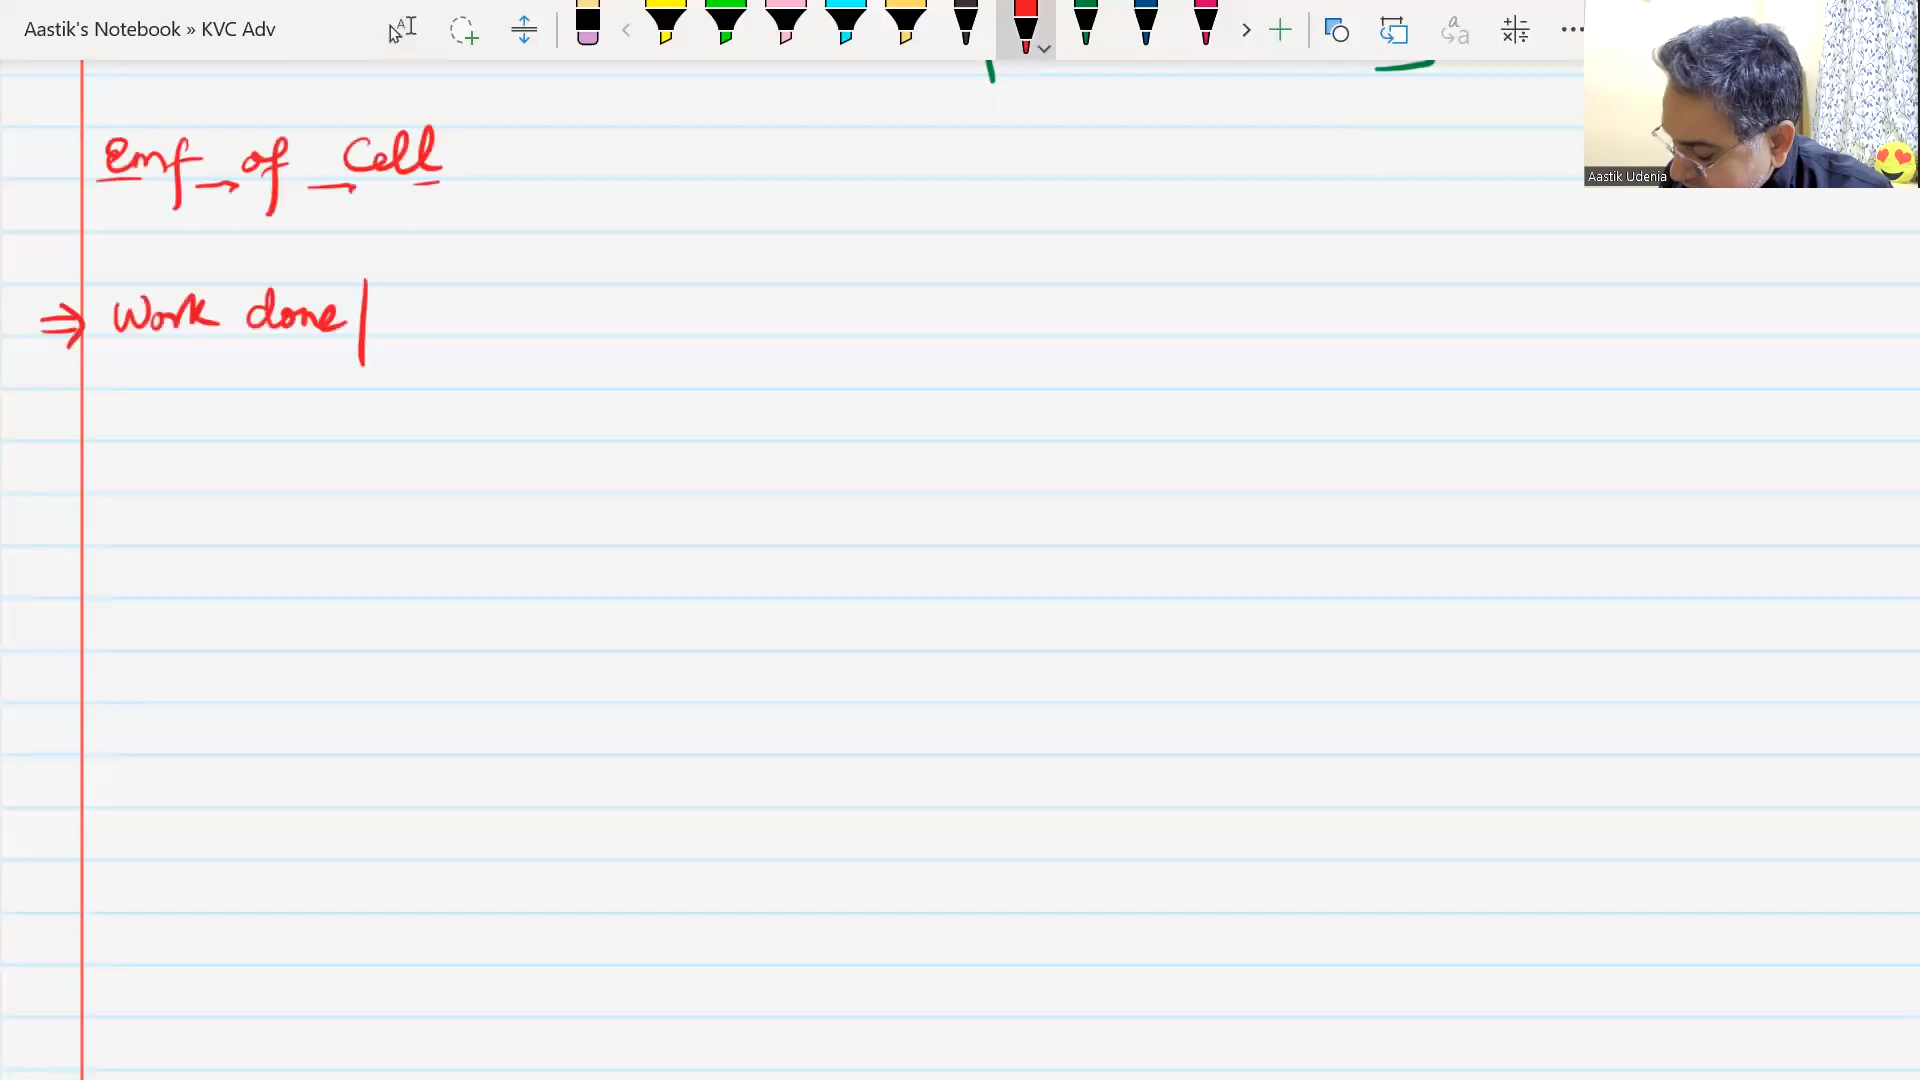 Aastik's Notebook » KVC Adv
Aastik Udenia
Emf of Cell
⇒ Work done |